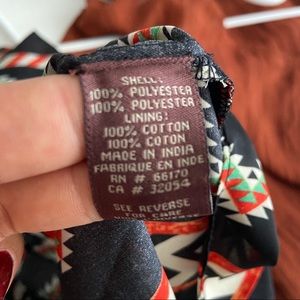 SHELL:
100% POLYESTER
100% POLYESTER
LINING:
100% COTTON
100% COTON
MADE IN INDIA
FABRIQUE EN INDE
RN # 66170
CA # 32054
SEE REVERSE
FOR CARE